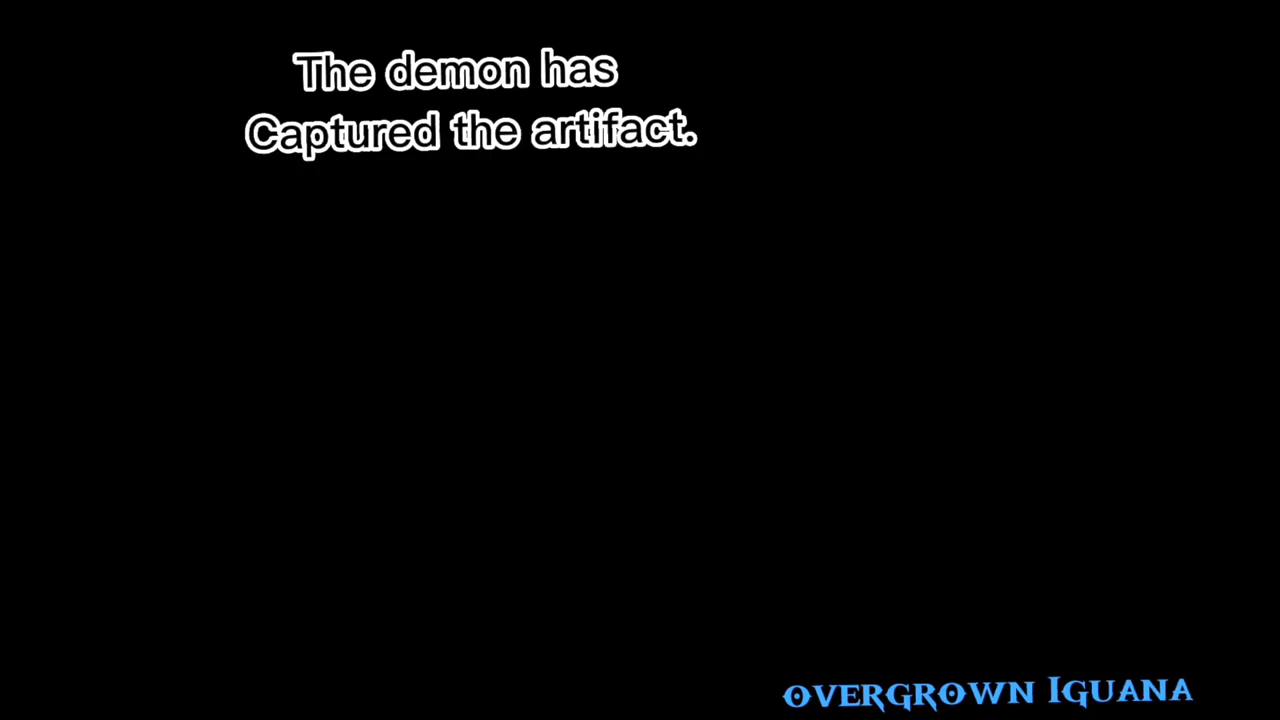 The demon has
Captured the artifact.
OVERGROWN IGUANA